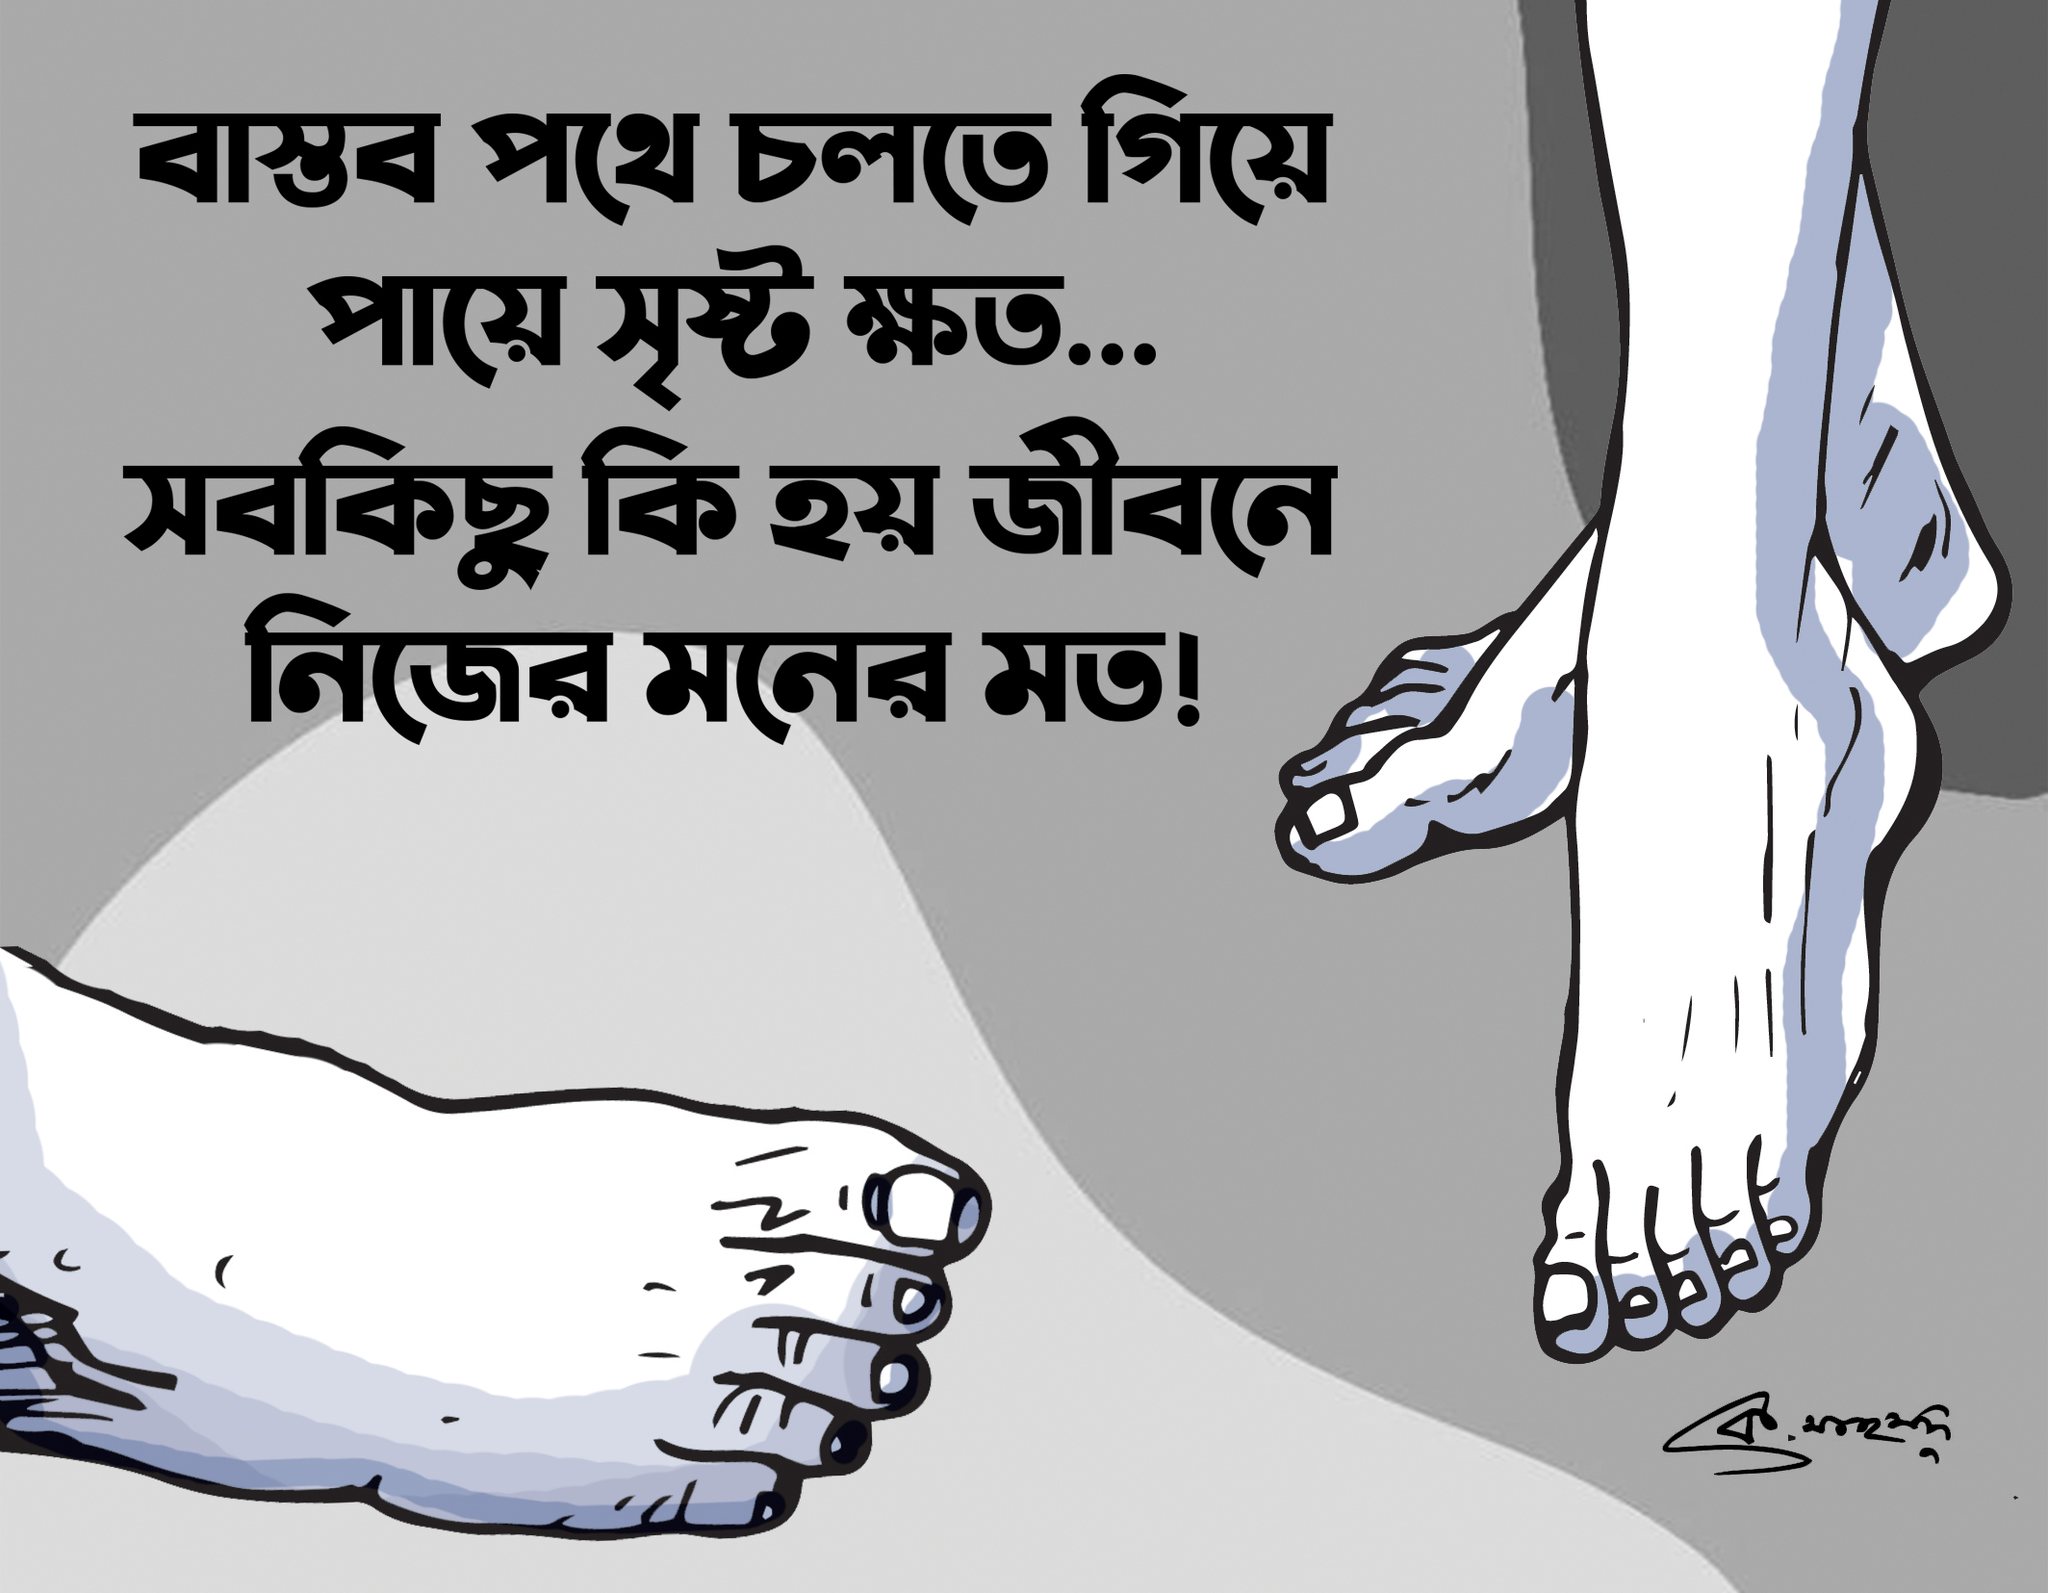 বাস্তব পথে চলতে গিয়ে
পায়ে সৃষ্ট ক্ষত...
সবকিছু কি হয় জীবনে
নিজের মনের মত!